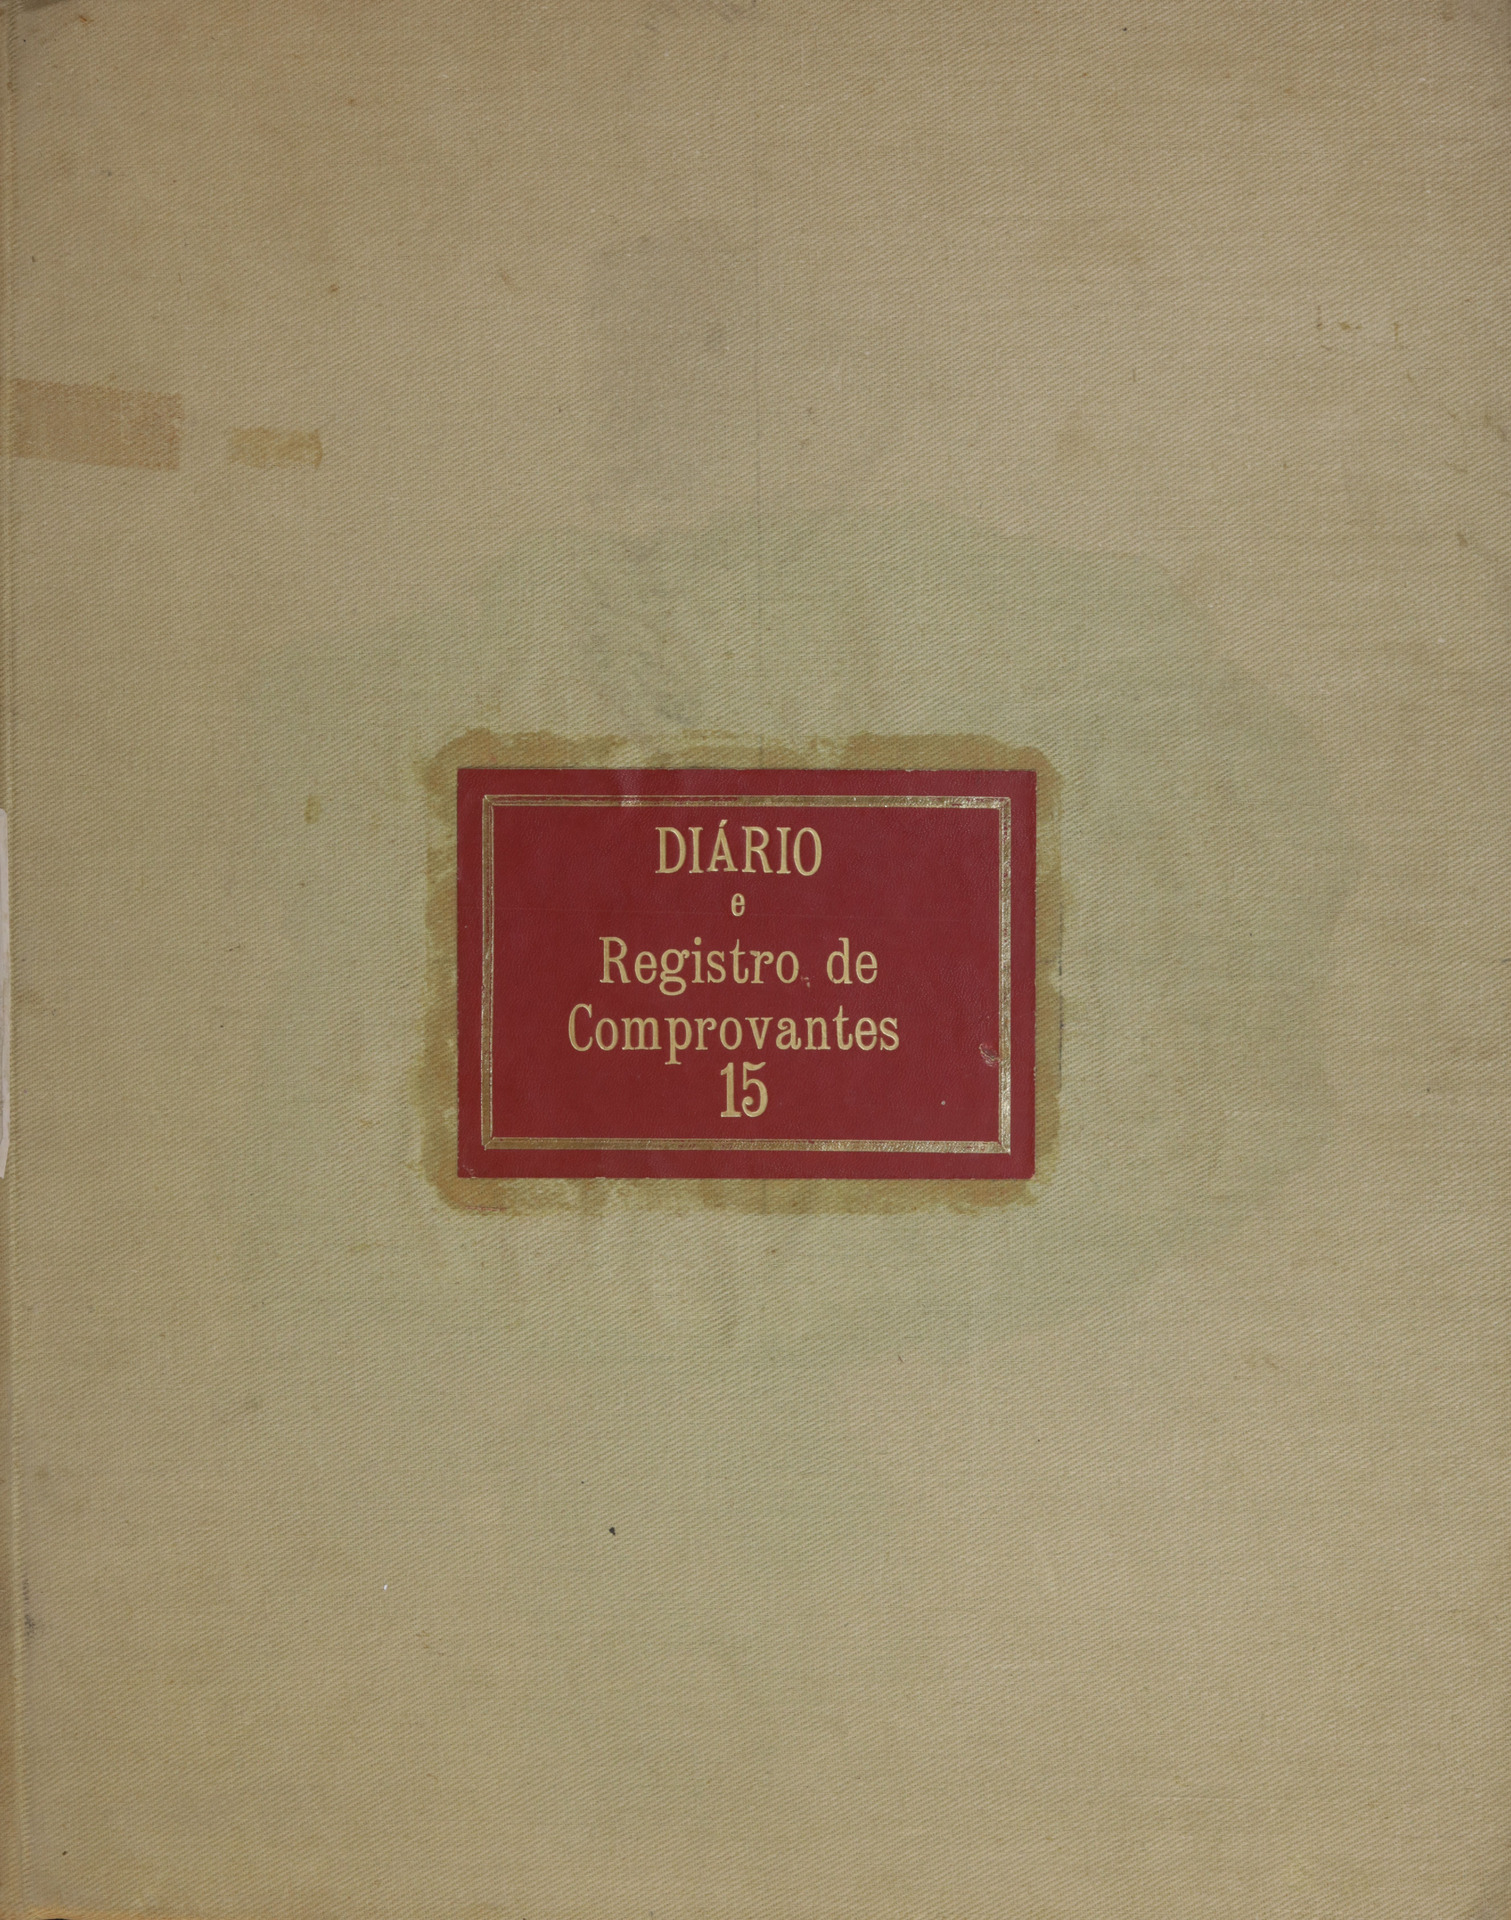 DIÁRIO
e
Registro de
Comprovantes
15